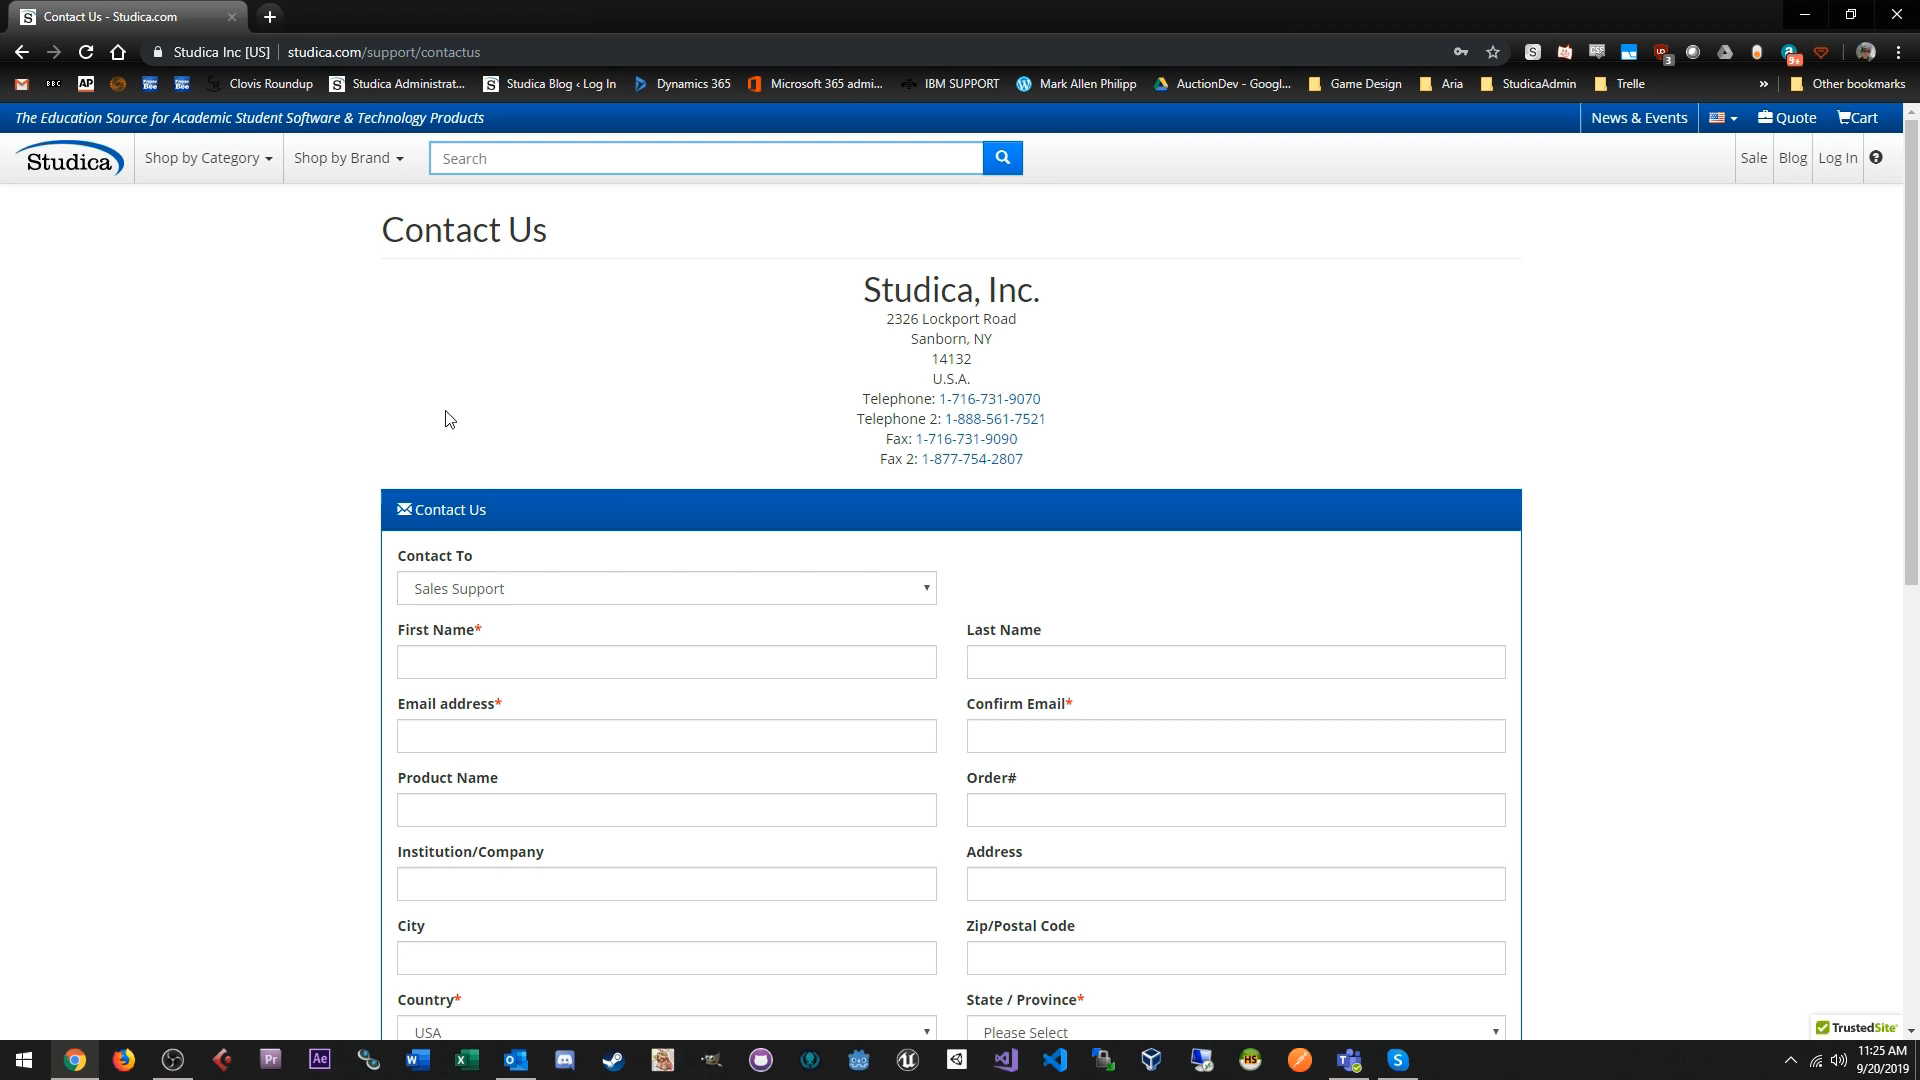 Contact Us - Studica.com
Studica Inc [US] studica.com/support/contactus
BBC AP Clovis Roundup Studica Administrat... Studica Blog ‹ Log In Dynamics 365 Microsoft 365 admi... IBM SUPPORT Mark Allen Philipp AuctionDev - Googl... Game Design Aria StudicaAdmin Trelle » Other bookmarks
The Education Source for Academic Student Software & Technology Products News & Events Quote Cart
Studica Shop by Category Shop by Brand Search Sale Blog Log In
Contact Us
Studica, Inc.
2326 Lockport Road
Sanborn, NY
14132
U.S.A.
Telephone: 1-716-731-9070
Telephone 2: 1-888-561-7521
Fax: 1-716-731-9090
Fax 2: 1-877-754-2807
Contact Us
Contact To
Sales Support
First Name* Last Name
Email address* Confirm Email*
Product Name Order#
Institution/Company Address
City Zip/Postal Code
Country* State / Province*
USA Please Select
TrustedSite
11:25 AM
9/20/2019